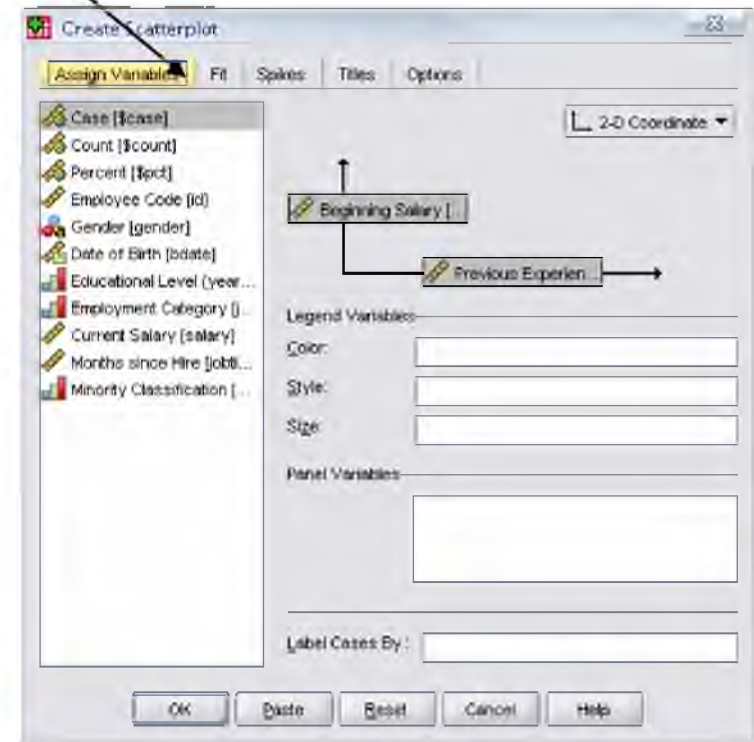 Create Scatterplot
Assign Variables Fit Spikes Titles Options
Case [$case]
Count [$count]
Percent [$pct]
Employee Code [id]
Gender [gender]
Date of Birth [bdate]
Educational Level (year...
Employment Category [j...
Current Salary [salary]
Months since Hire [jobti...
Minority Classification [...
2-D Coordinate
Beginning Salary [...
Previous Experien...
Legend Variables
Color:
Style:
Size:
Panel Variables
Label Cases By :
OK Paste Reset Cancel Help